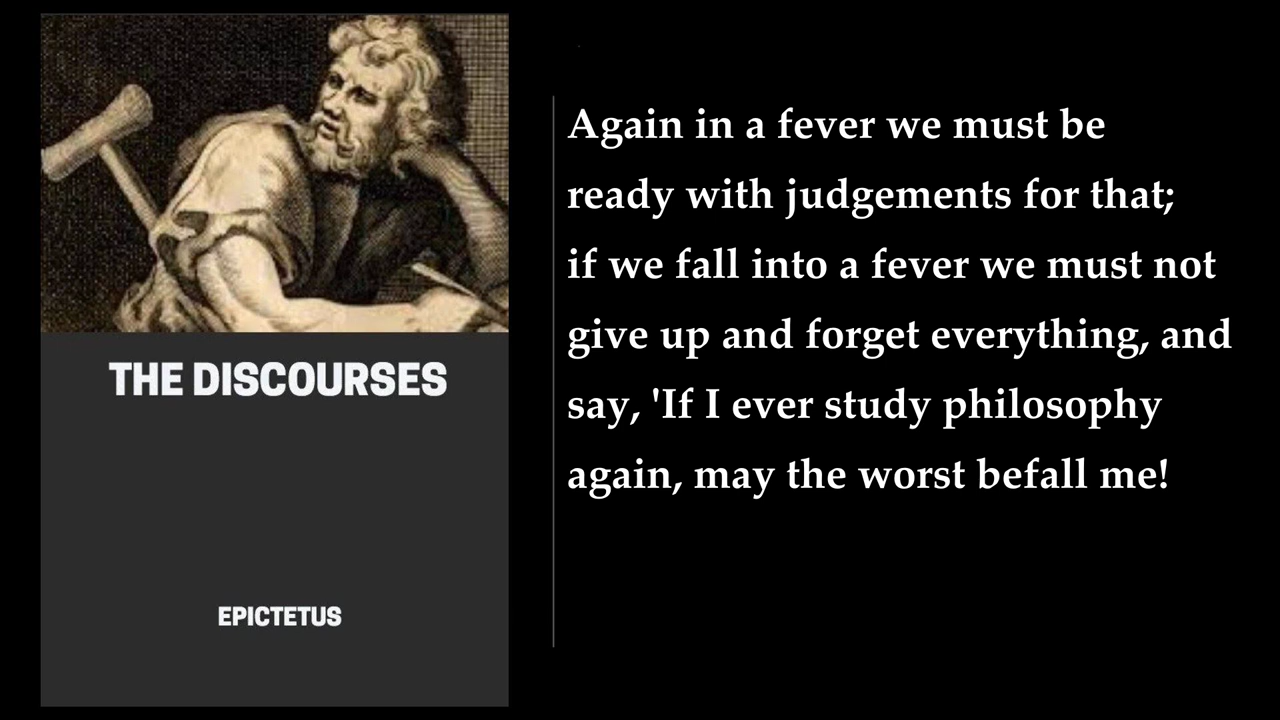 THE DISCOURSES
EPICTETUS
Again in a fever we must be
ready with judgements for that;
if we fall into a fever we must not
give up and forget everything, and
say, 'If I ever study philosophy
again, may the worst befall me!